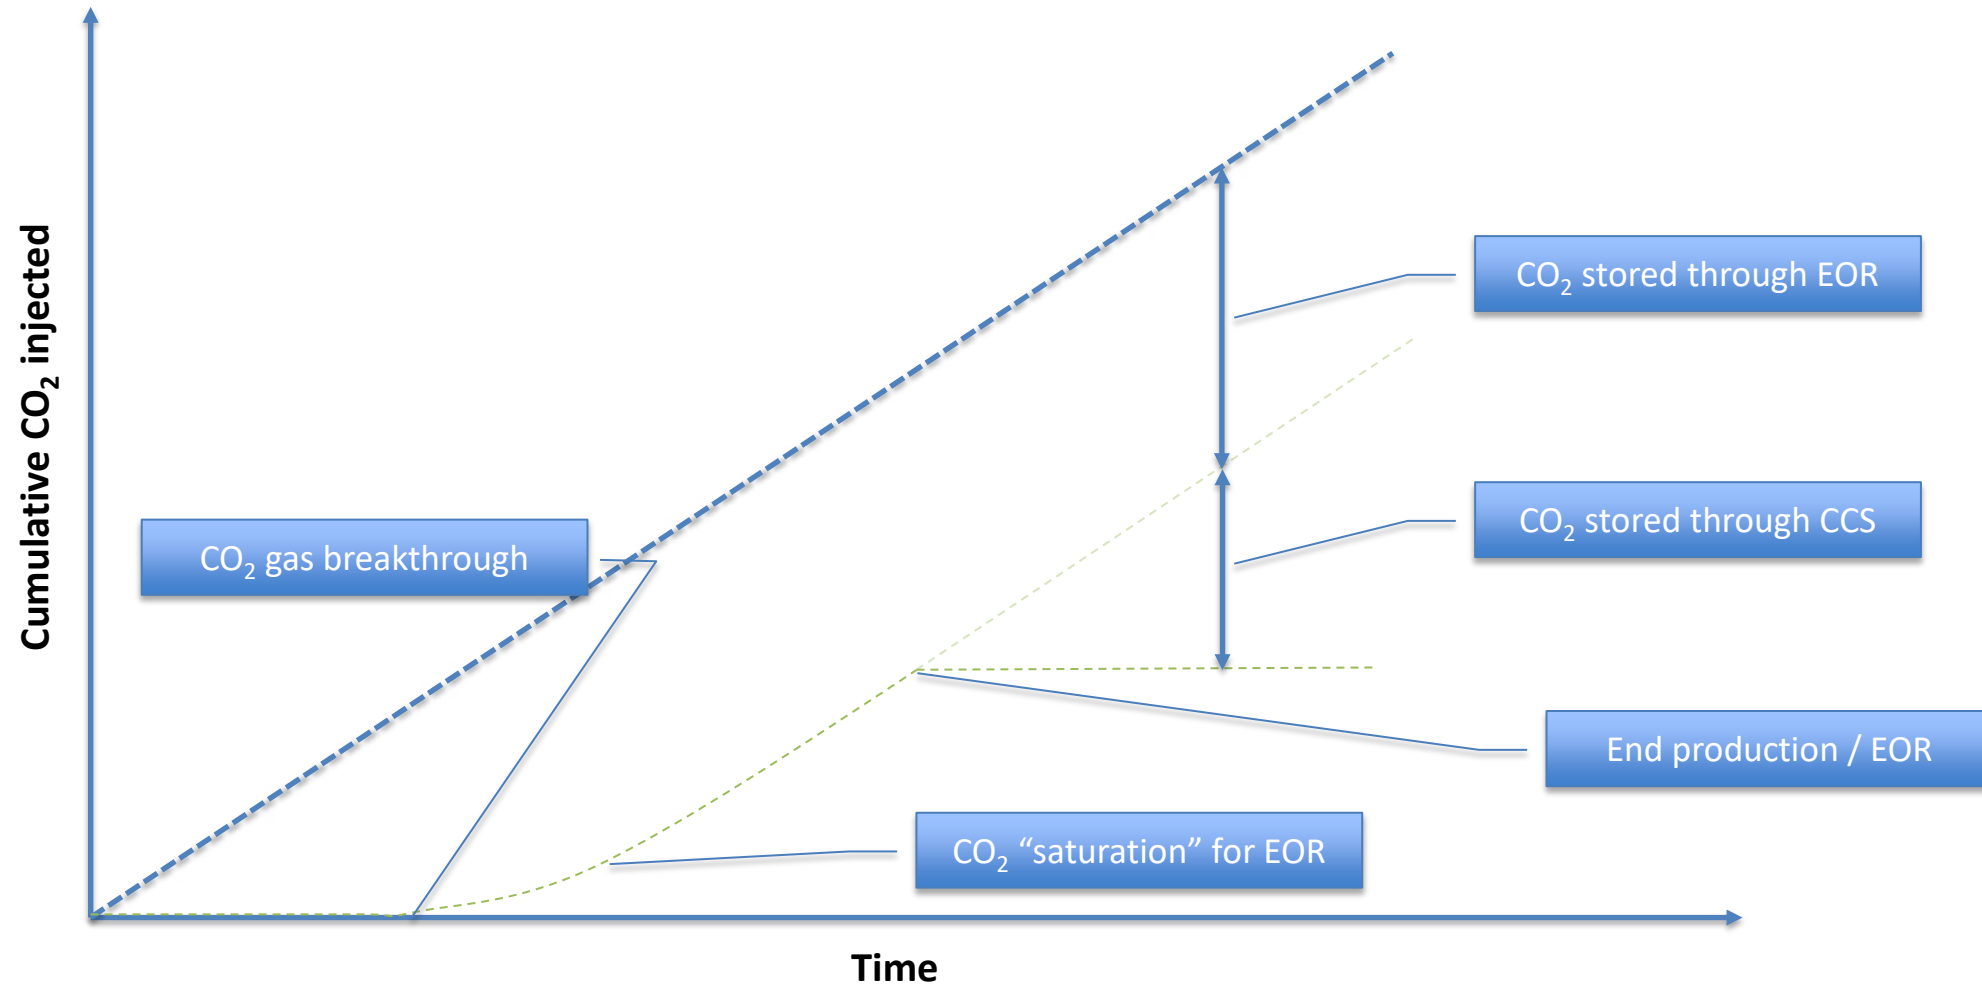 Cumulative CO₂ injected
CO₂ stored through EOR
CO₂ stored through CCS
CO₂ gas breakthrough
End production / EOR
CO₂ “saturation” for EOR
Time